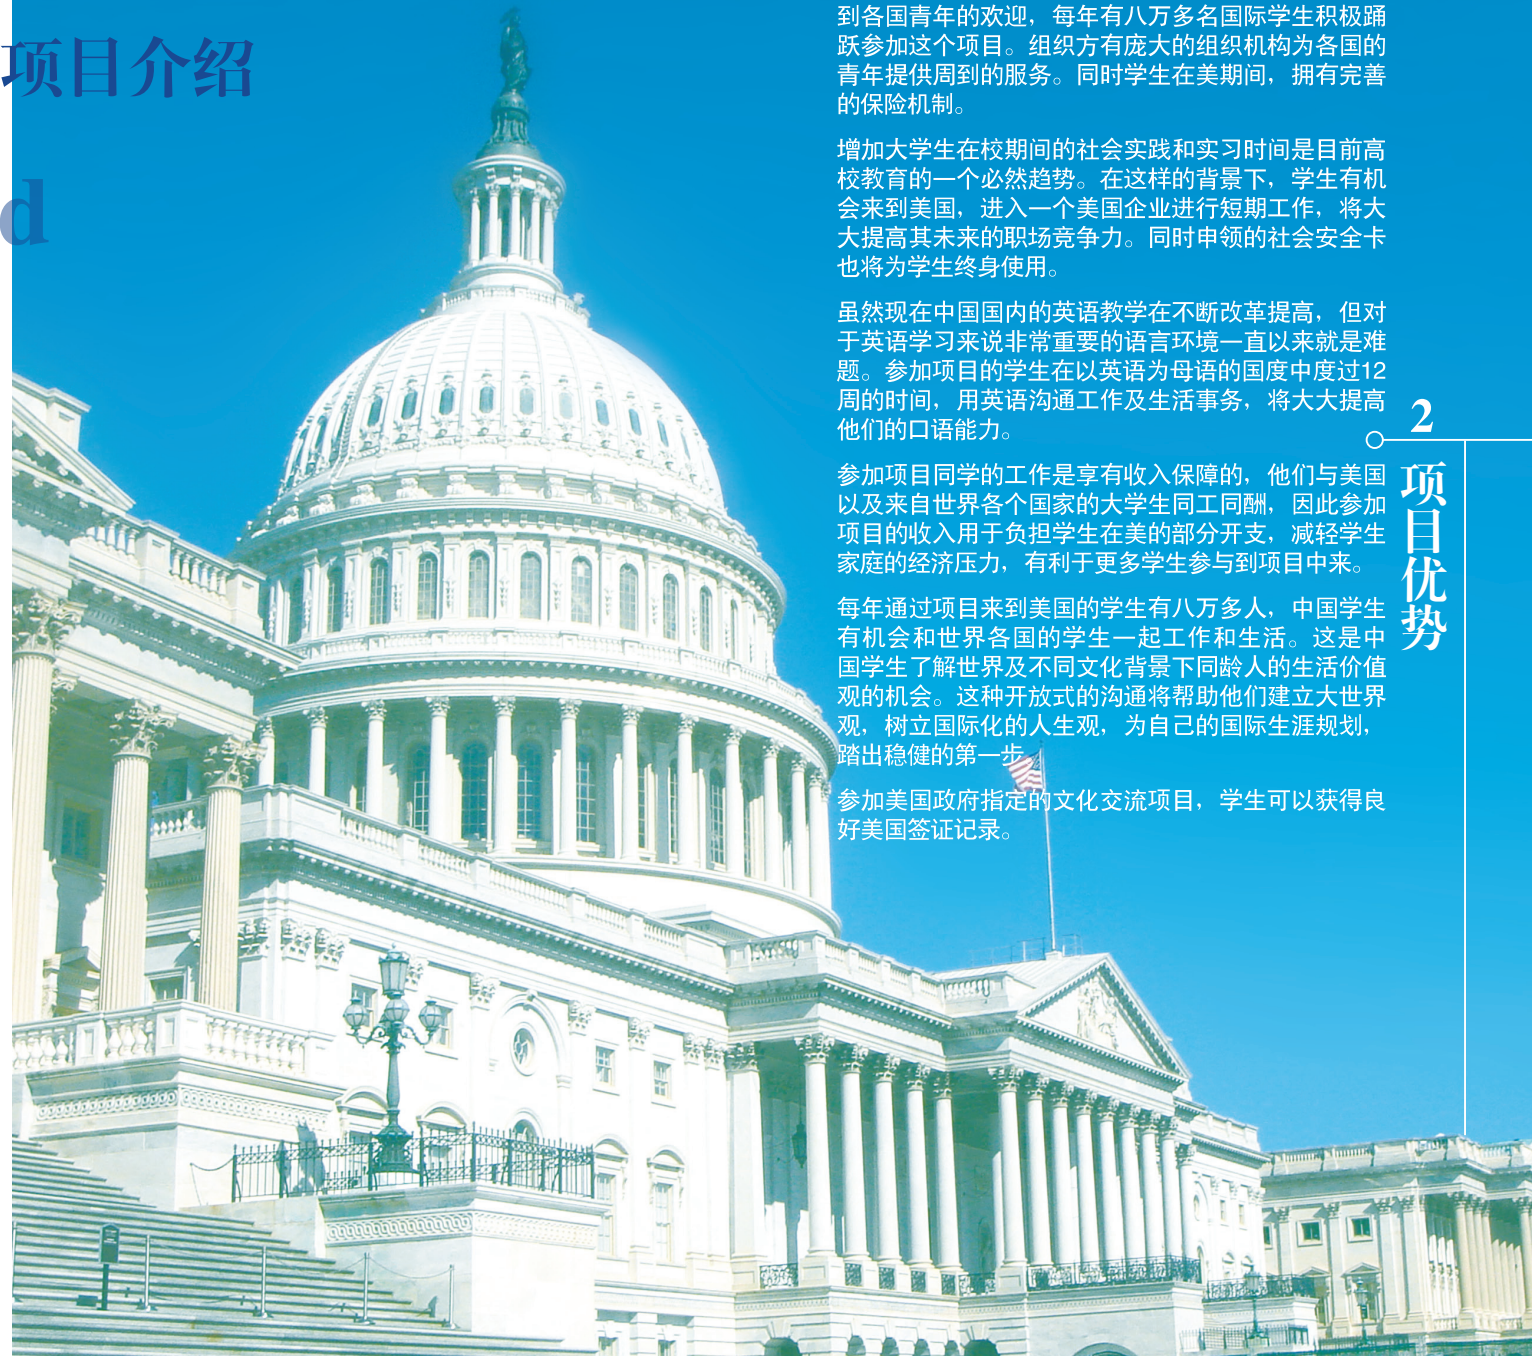 项目介绍
d
到各国青年的欢迎，每年有八万多名国际学生积极踊
跃参加这个项目。组织方有庞大的组织机构为各国的
青年提供周到的服务。同时学生在美期间，拥有完善
的保险机制。
增加大学生在校期间的社会实践和实习时间是目前高
校教育的一个必然趋势。在这样的背景下，学生有机
会来到美国，进入一个美国企业进行短期工作，将大
大提高其未来的职场竞争力。同时申领的社会安全卡
也将为学生终身使用。
虽然现在中国国内的英语教学在不断改革提高，但对
于英语学习来说非常重要的语言环境一直以来就是难
题。参加项目的学生在以英语为母语的国度中度过12
周的时间，用英语沟通工作及生活事务，将大大提高
他们的口语能力。
参加项目同学的工作是享有收入保障的，他们与美国
以及来自世界各个国家的大学生同工同酬，因此参加
项目的收入用于负担学生在美的部分开支，减轻学生
家庭的经济压力，有利于更多学生参与到项目中来。
每年通过项目来到美国的学生有八万多人，中国学生
有机会和世界各国的学生一起工作和生活。这是中
国学生了解世界及不同文化背景下同龄人的生活价值
观的机会。这种开放式的沟通将帮助他们建立大世界
观，树立国际化的人生观，为自己的国际生涯规划，
踏出稳健的第一步。
参加美国政府指定的文化交流项目，学生可以获得良
好美国签证记录。
2
项目优势